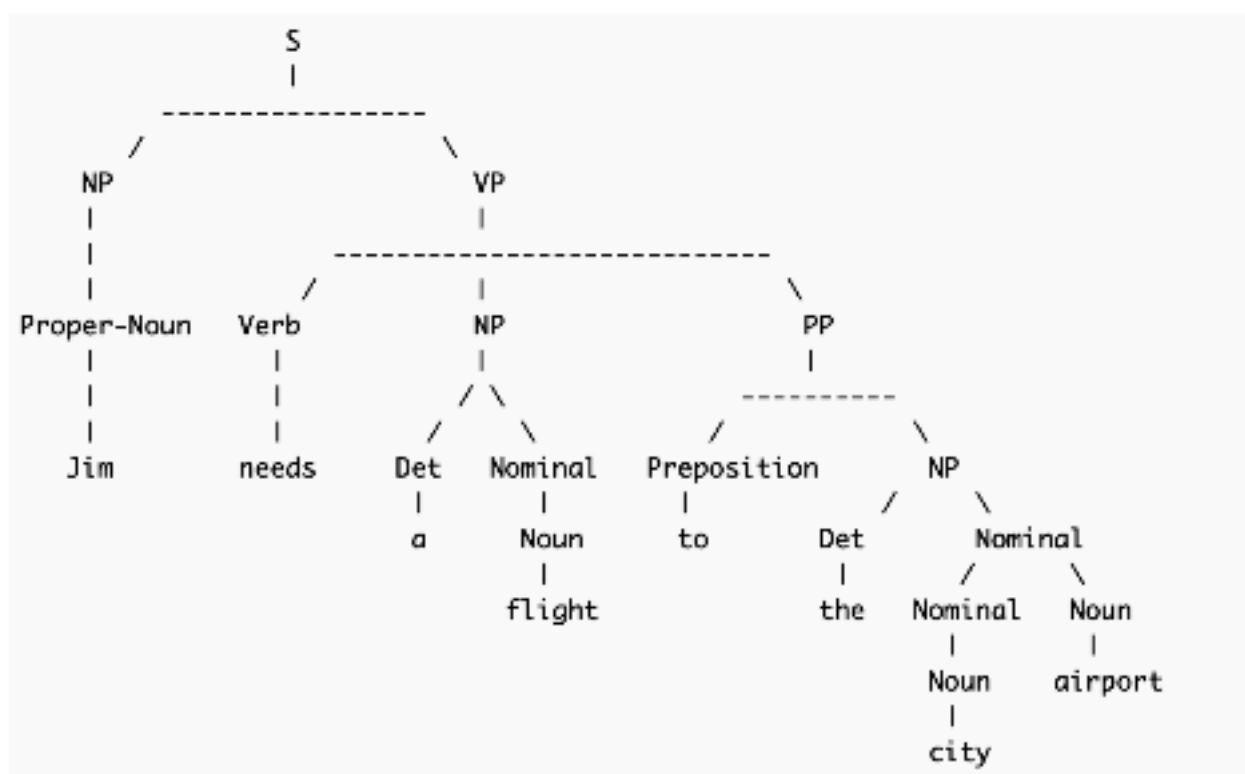 S
NP VP
Proper-Noun Verb NP PP
Jim needs Det Nominal Preposition NP
a Noun to Det Nominal
flight the Nominal Noun
Noun airport
city